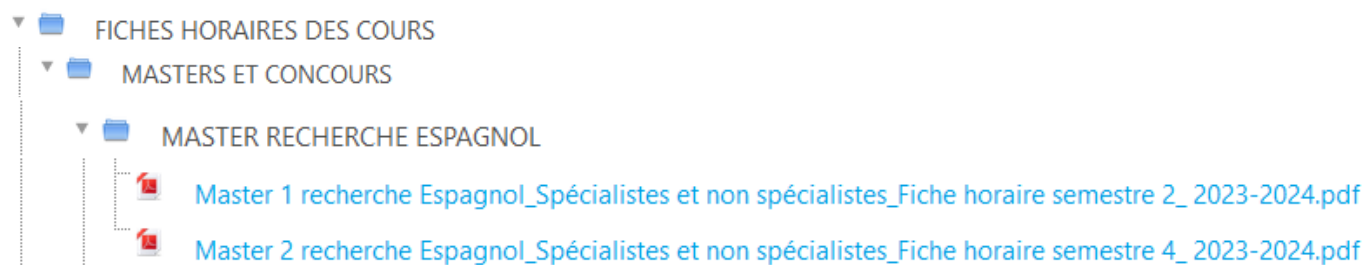 FICHES HORAIRES DES COURS
MASTERS ET CONCOURS
MASTER RECHERCHE ESPAGNOL
Master 1 recherche Espagnol_Spécialistes et non spécialistes_Fiche horaire semestre 2_ 2023-2024.pdf
Master 2 recherche Espagnol_Spécialistes et non spécialistes_Fiche horaire semestre 4_ 2023-2024.pdf